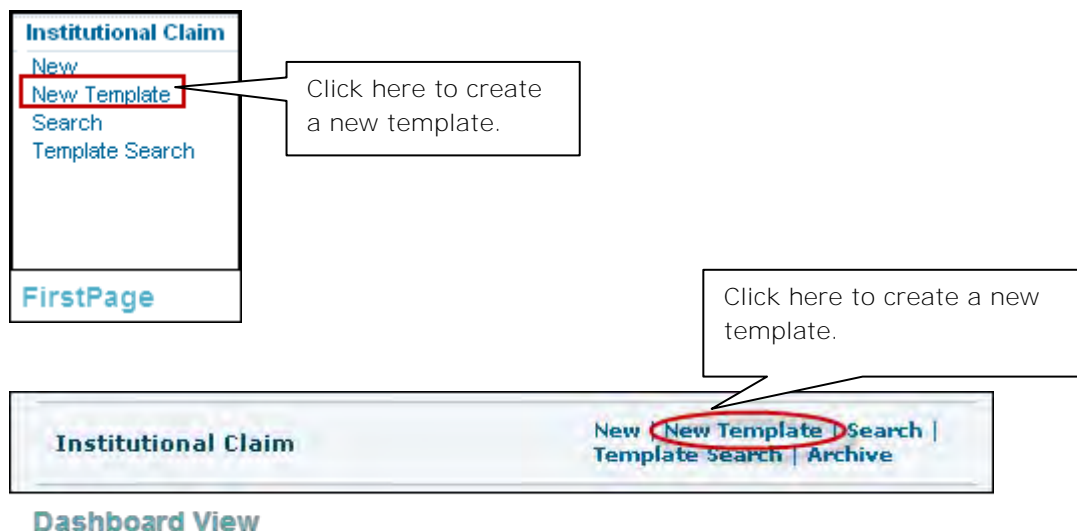 Institutional Claim
New
New Template
Search
Template Search
Click here to create
a new template.
FirstPage
Click here to create a new
template.
Institutional Claim
New | New Template | Search |
Template Search | Archive
Dashboard View